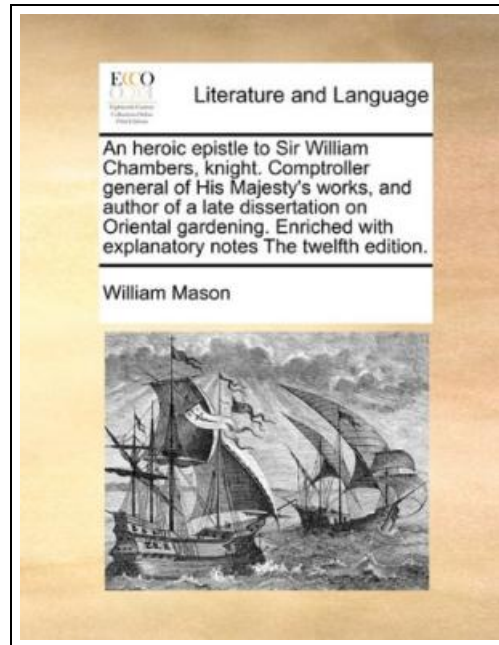 ECCO
Literature and Language
An heroic epistle to Sir William
Chambers, knight. Comptroller
general of His Majesty's works, and
author of a late dissertation on
Oriental gardening. Enriched with
explanatory notes The twelfth edition.
William Mason